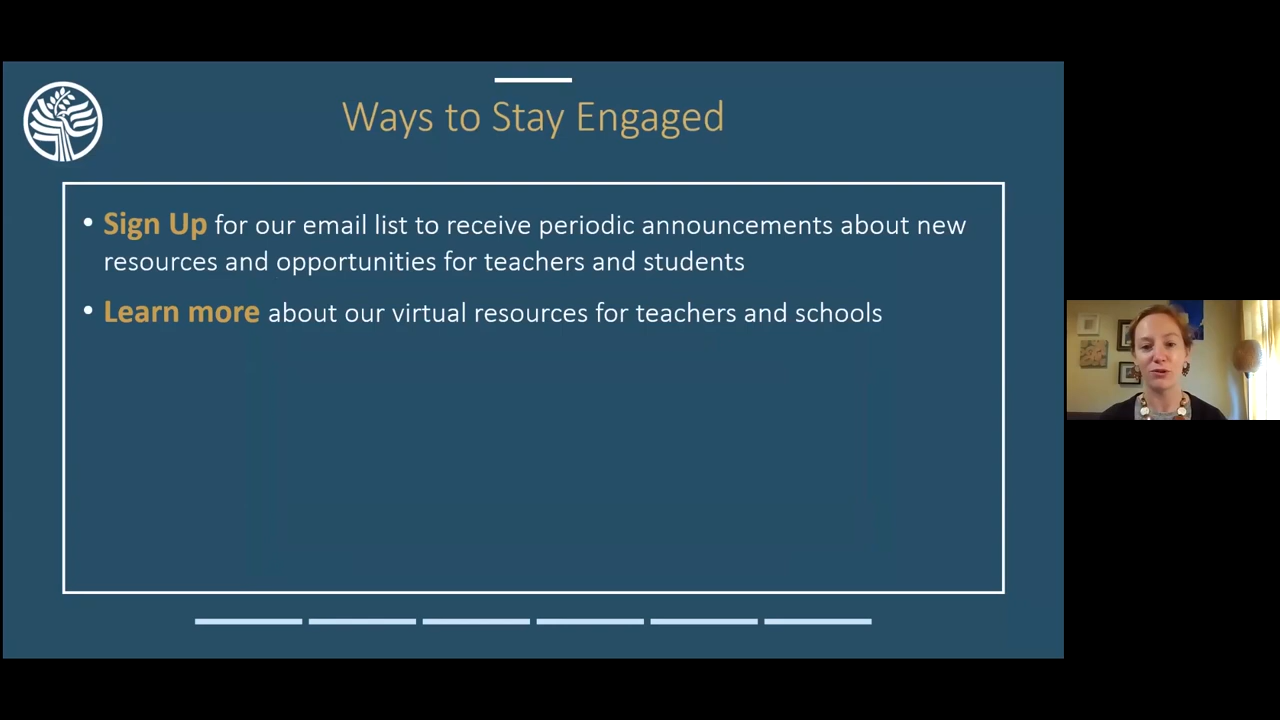 Ways to Stay Engaged
• Sign Up for our email list to receive periodic announcements about new
resources and opportunities for teachers and students
• Learn more about our virtual resources for teachers and schools